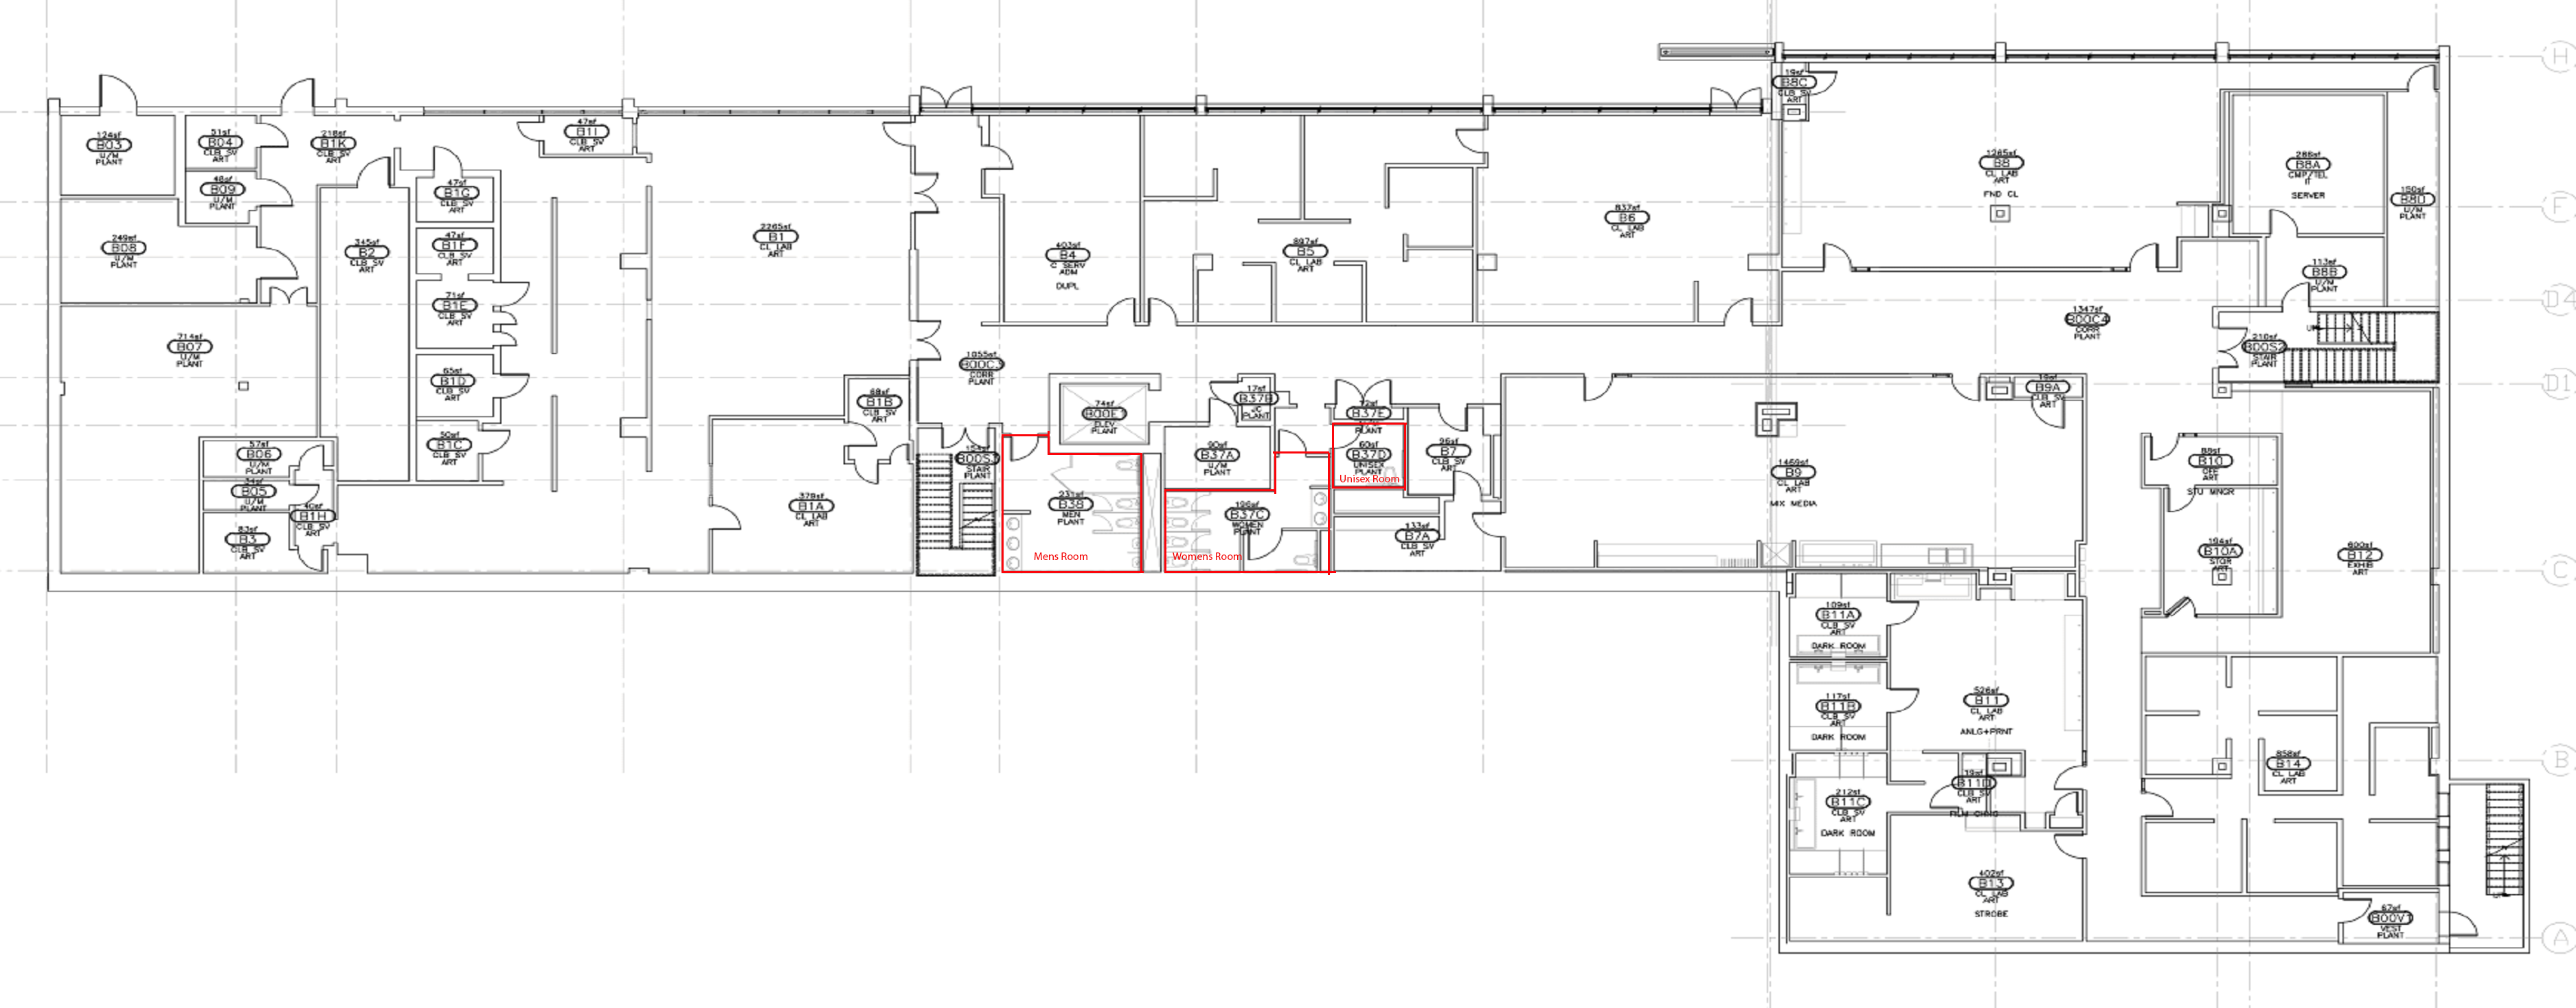 124sf
B03
U/M
PLANT
51sf
B04
CLB SV
ART
218sf
B1K
CLB SV
ART
48sf
B09
U/M
PLANT
249sf
B08
U/M
PLANT
714sf
B07
U/M
PLANT
345sf
B2
CLB SV
ART
47sf
B1G
CLB SV
ART
47sf
B1F
CLB SV
ART
71sf
B1E
CLB SV
ART
65sf
B1D
CLB SV
ART
50sf
B1C
CLB SV
ART
57sf
B06
U/M
PLANT
B05
U/M
PLANT
83sf
B3
CLB SV
ART
40sf
B1H
CLB SV
ART
47sf
B1I
CLB SV
ART
2265sf
B1
CL LAB
ART
68sf
B1B
CLB SV
ART
379sf
B1A
CL LAB
ART
1055sf
CORR
PLANT
STAIR
PLANT
403sf
B4
C SERV
ADM
DUPL
897sf
B5
CL LAB
ART
837sf
B6
CL LAB
ART
74sf
B00E1
ELEV
PLANT
231sf
B38
MEN
PLANT
Mens Room
90sf
B37A
U/M
PLANT
17sf
B37B
JC
PLANT
B37C
WOMEN
PLANT
Womens Room
B37E
PLANT
60sf
B37D
UNISEX
PLANT
Unisex Room
96sf
B7
CLB SV
ART
133sf
B7A
CLB SV
ART
19sf
B8C
CLB SV
ART
1265sf
B8
CL LAB
ART
FND CL
288sf
B8A
CMP/TEL
IT
SERVER
150sf
B80
U/M
PLANT
113sf
B8B
U/M
PLANT
1347sf
B00C4
CORR
PLANT
210sf
B00S2
STAIR
PLANT
B9A
CLB SV
ART
1469sf
B9
CL LAB
ART
MIX MEDIA
88sf
B10
OFF
ART
STU MNGR
194sf
B10A
STOR
ART
600sf
B12
EXHIB
ART
109sf
B11A
CLB SV
ART
DARK ROOM
117sf
B11B
CLB SV
ART
DARK ROOM
526sf
B11
CL LAB
ART
ANLG+PRNT
19sf
B11D
CLB SV
ART
FILM CHNG
212sf
B11C
CLB SV
ART
DARK ROOM
402sf
B13
CL LAB
ART
STROBE
858sf
B14
CL LAB
ART
67sf
B00V1
VEST
PLANT
H
F
D4
D1
C
B
A